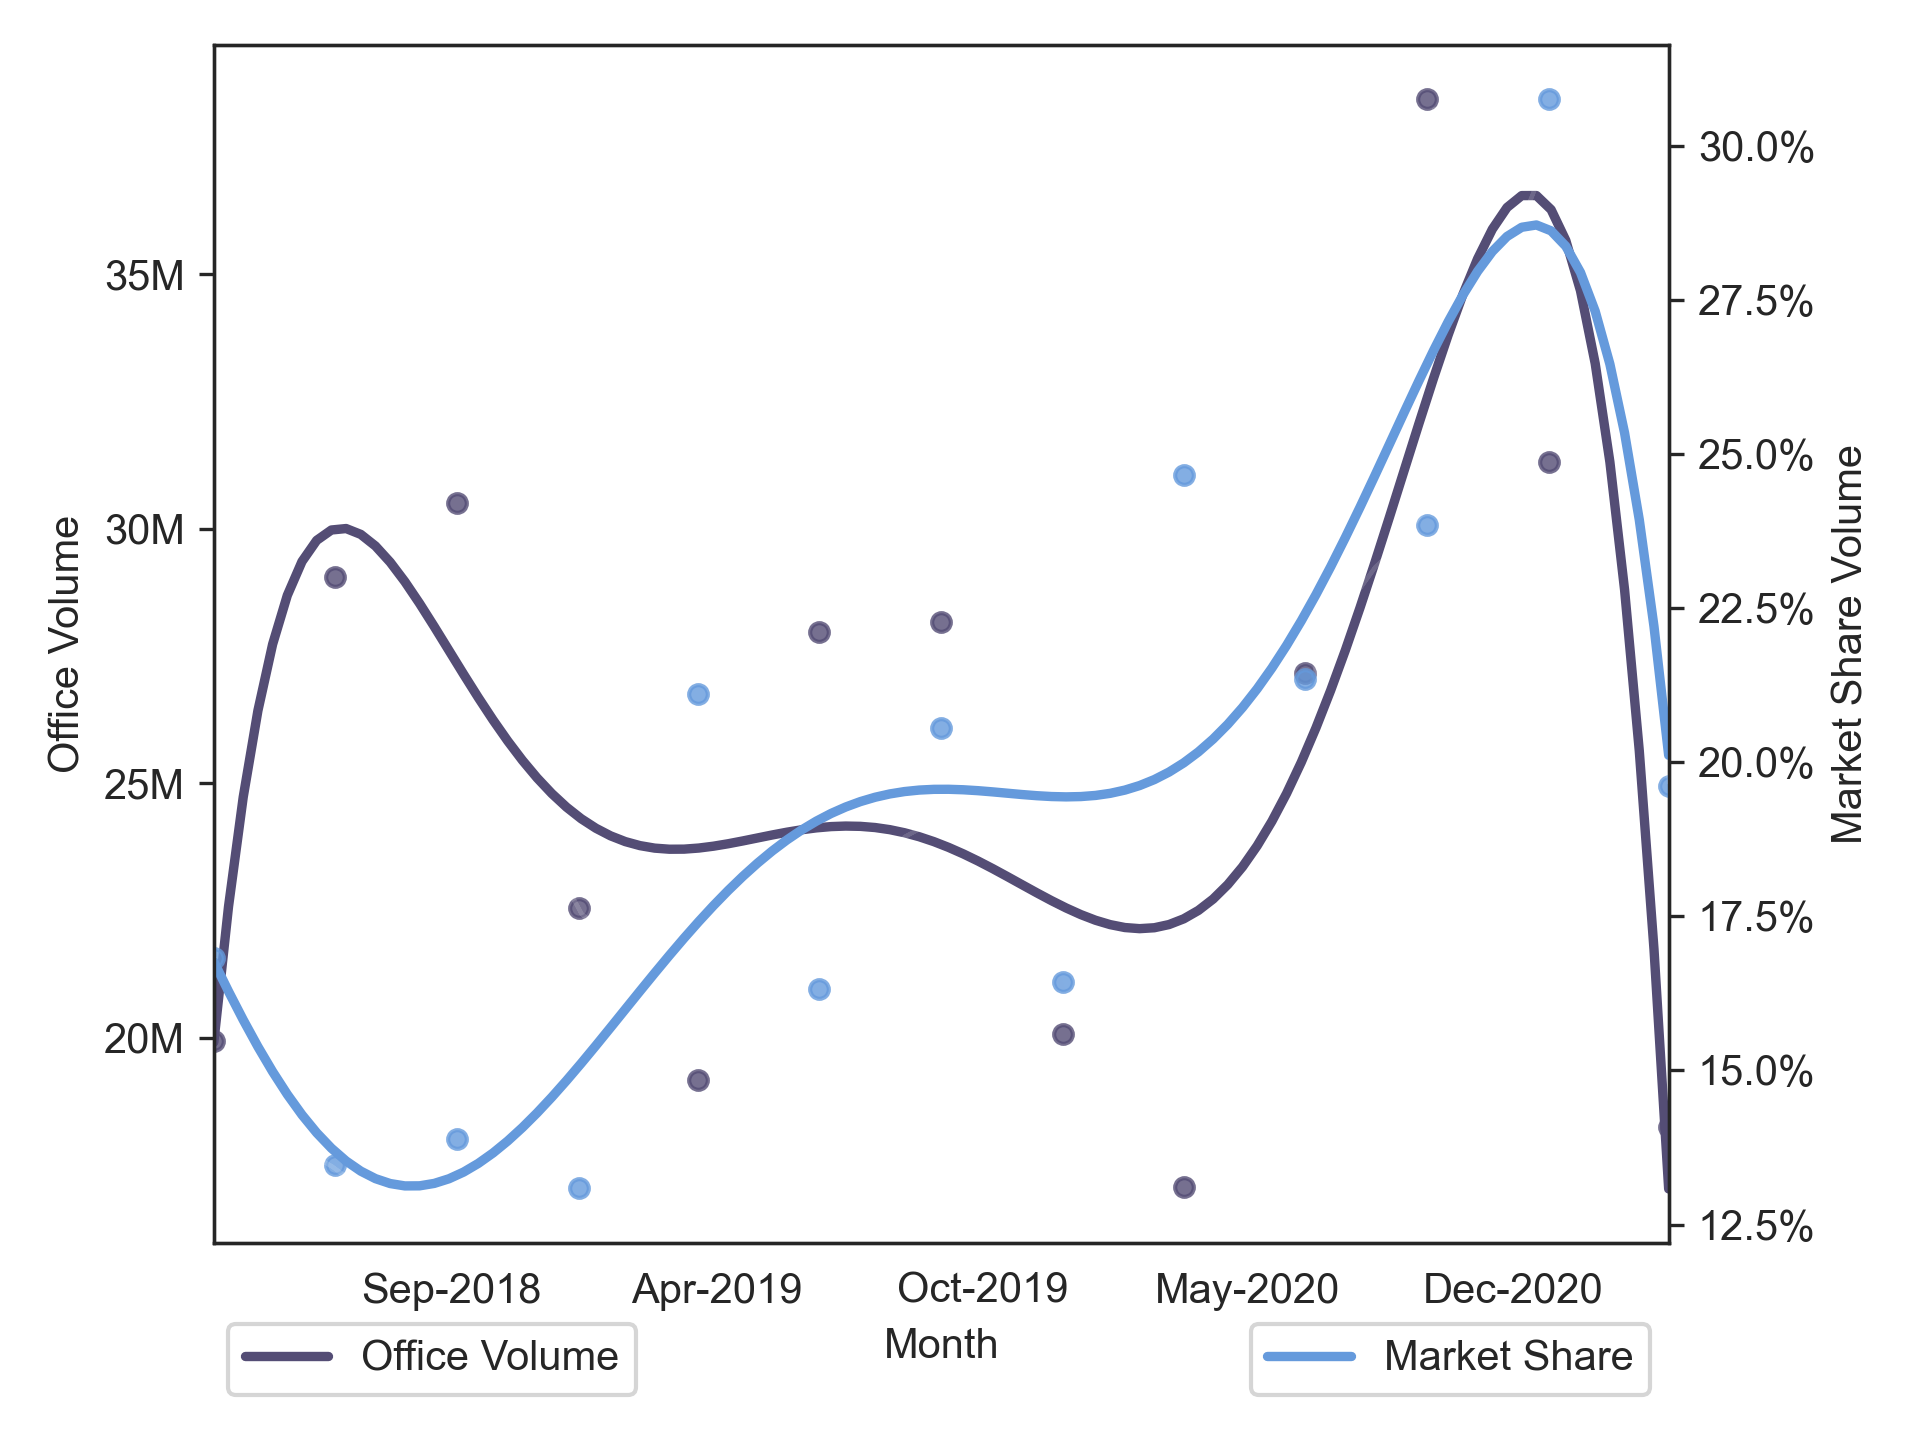 Office Volume
35M
30M
25M
20M
30.0%
27.5%
25.0%
22.5%
20.0%
17.5%
15.0%
12.5%
Market Share Volume
Sep-2018
Apr-2019
Oct-2019
May-2020
Dec-2020
Month
Office Volume
Market Share